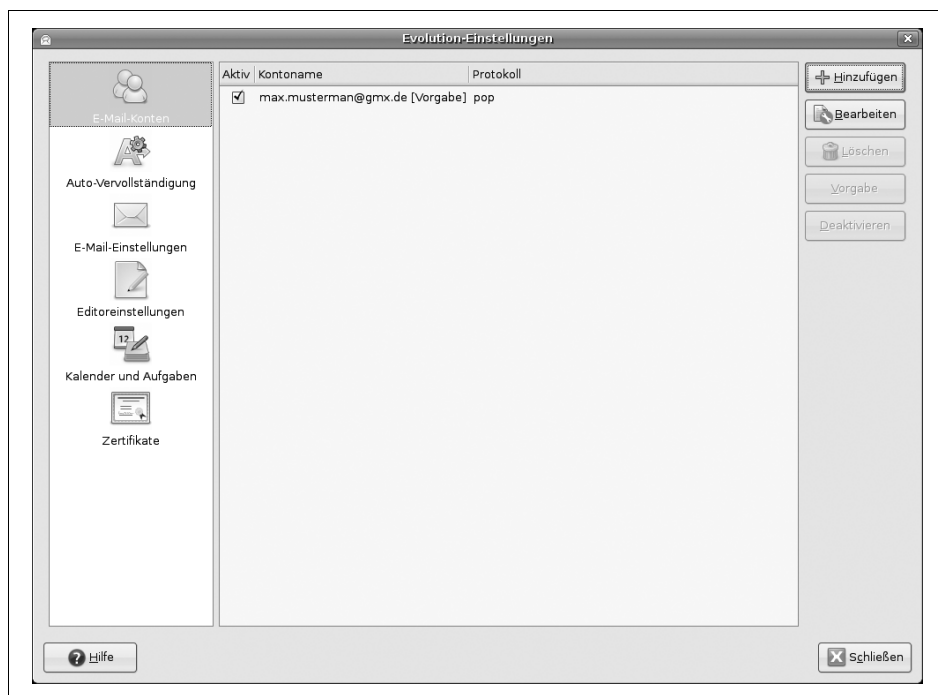 Evolution-Einstellungen
E-Mail-Konten
Auto-Vervollständigung
E-Mail-Einstellungen
Editoreinstellungen
12
Kalender und Aufgaben
Zertifikate
Aktiv Kontoname Protokoll
max.musterman@gmx.de [Vorgabe] pop
Hinzufügen
Bearbeiten
Löschen
Vorgabe
Deaktivieren
Hilfe
Schließen